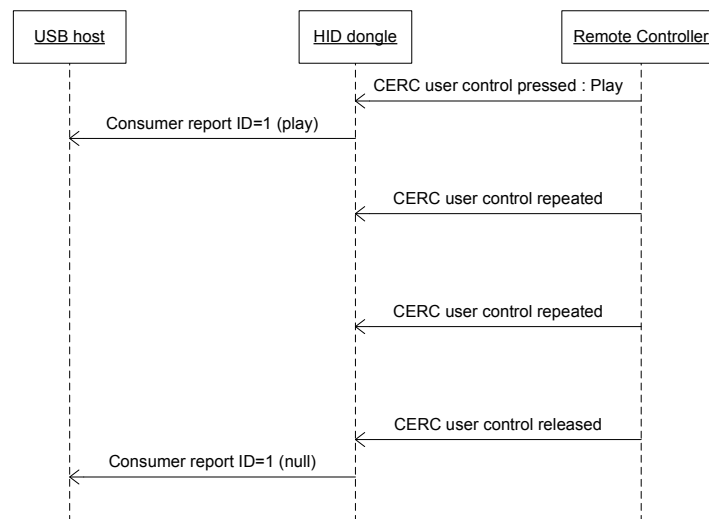 USB host
HID dongle
Remote Controller
CERC user control pressed : Play
Consumer report ID=1 (play)
CERC user control repeated
CERC user control repeated
CERC user control released
Consumer report ID=1 (null)